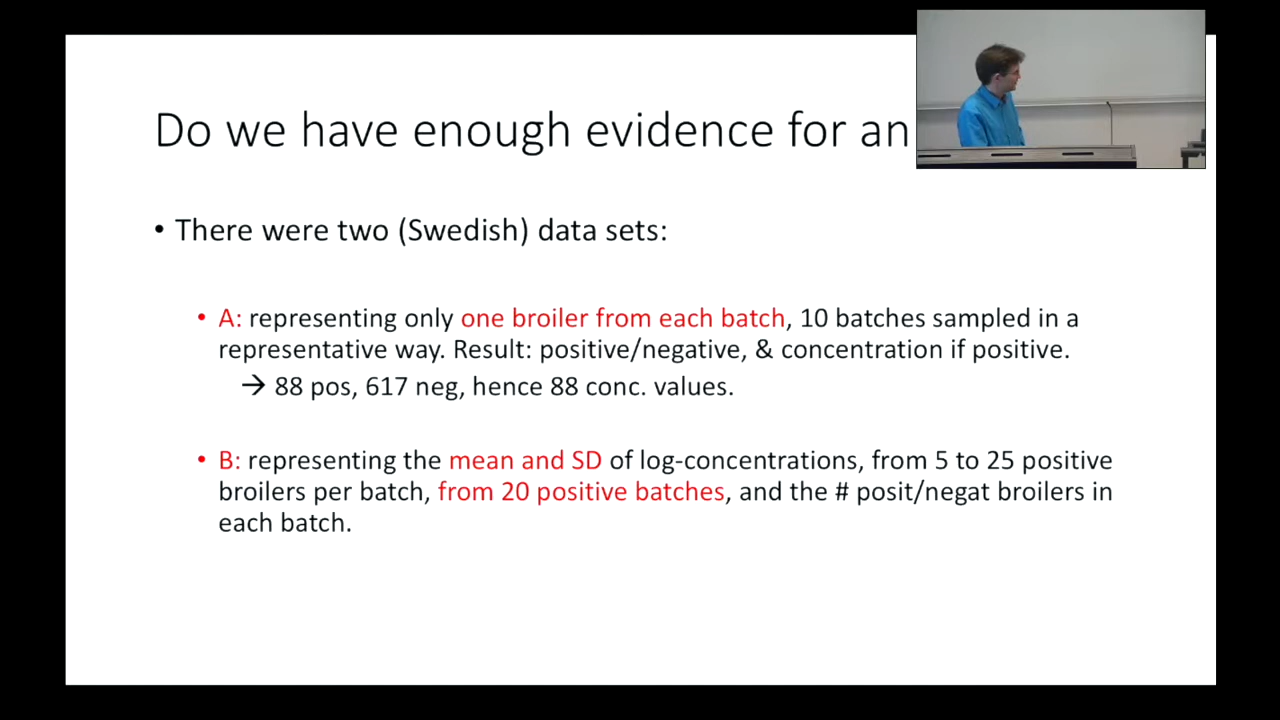 Do we have enough evidence for an
• There were two (Swedish) data sets:
• A: representing only one broiler from each batch, 10 batches sampled in a
representative way. Result: positive/negative, & concentration if positive.
→ 88 pos, 617 neg, hence 88 conc. values.
• B: representing the mean and SD of log-concentrations, from 5 to 25 positive
broilers per batch, from 20 positive batches, and the # posit/negat broilers in
each batch.